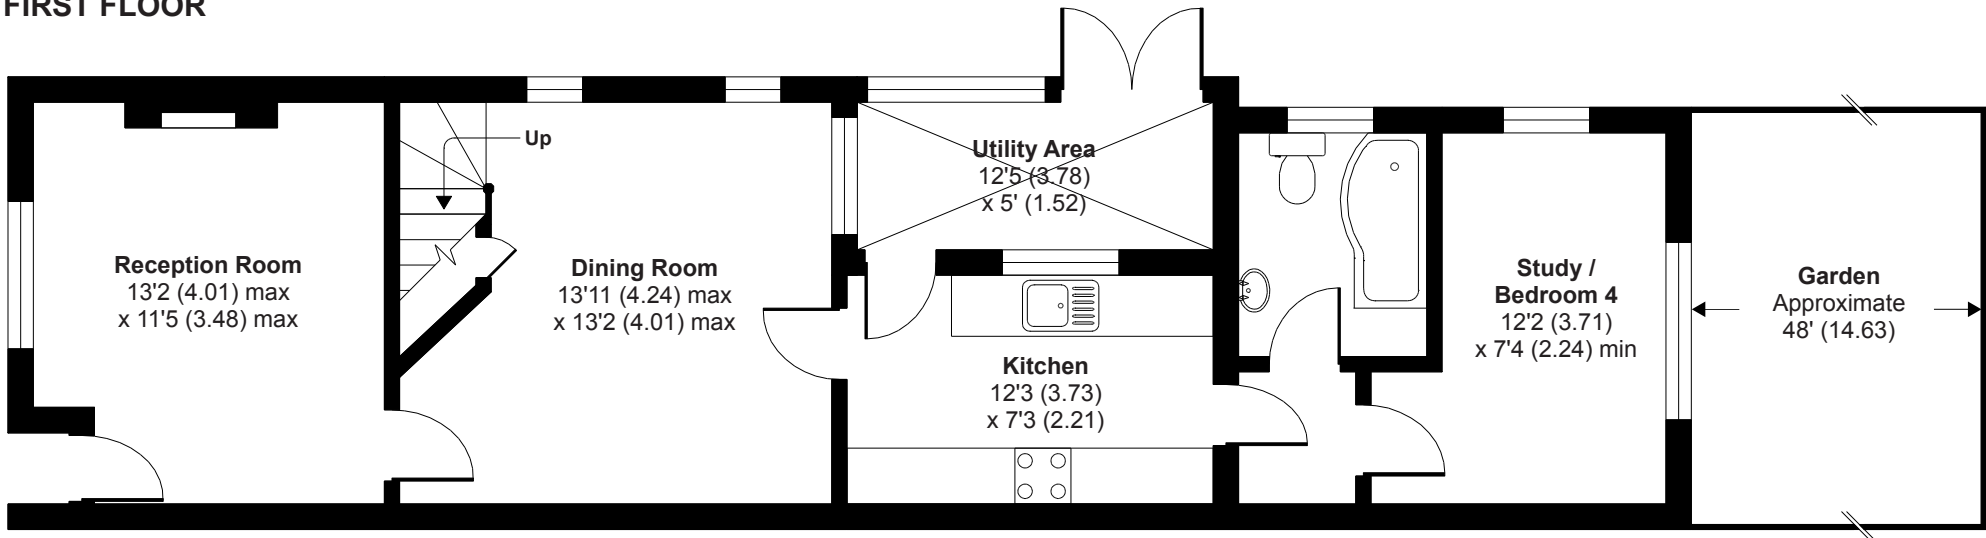 FIRST FLOOR
Up
Utility Area
12'5 (3.78)
x 5' (1.52)
Reception Room
13'2 (4.01) max
x 11'5 (3.48) max
Dining Room
13'11 (4.24) max
x 13'2 (4.01) max
Kitchen
12'3 (3.73)
x 7'3 (2.21)
Study /
Bedroom 4
12'2 (3.71)
x 7'4 (2.24) min
Garden
Approximate
48' (14.63)